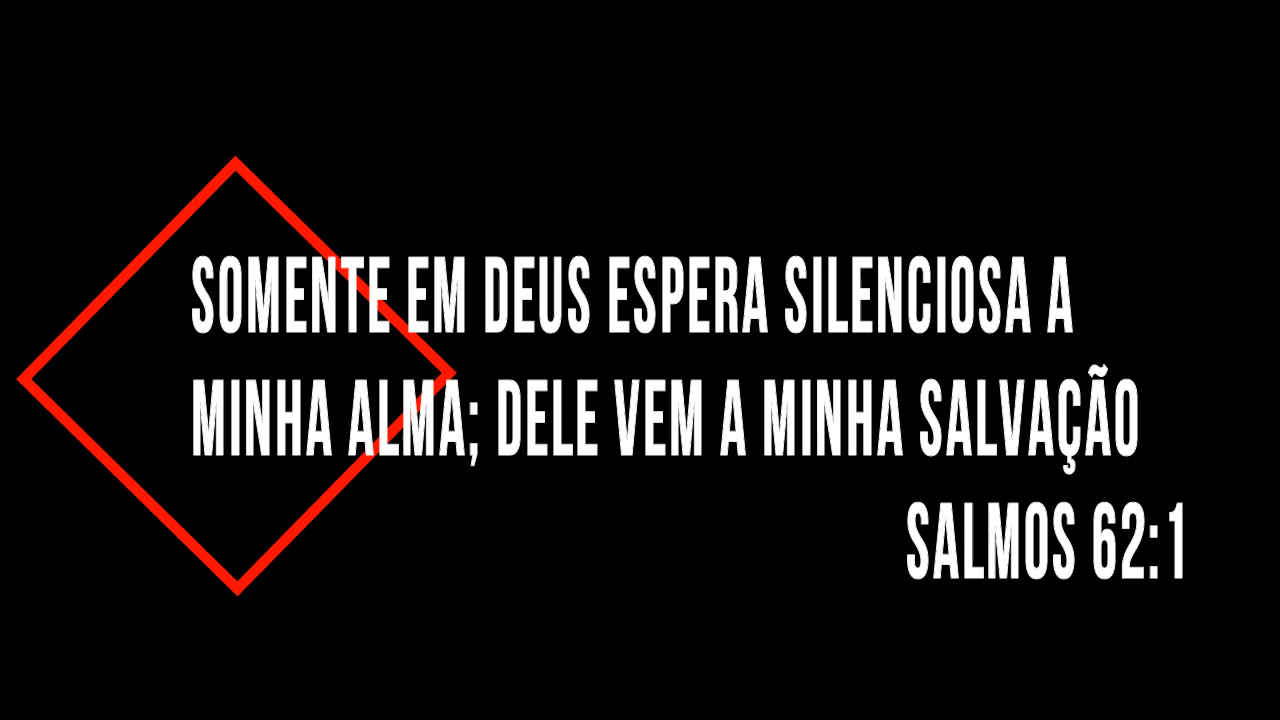 SOMENTE EM DEUS ESPERA SILENCIOSA A
MINHA ALMA; DELE VEM A MINHA SALVAÇÃO
SALMOS 62:1